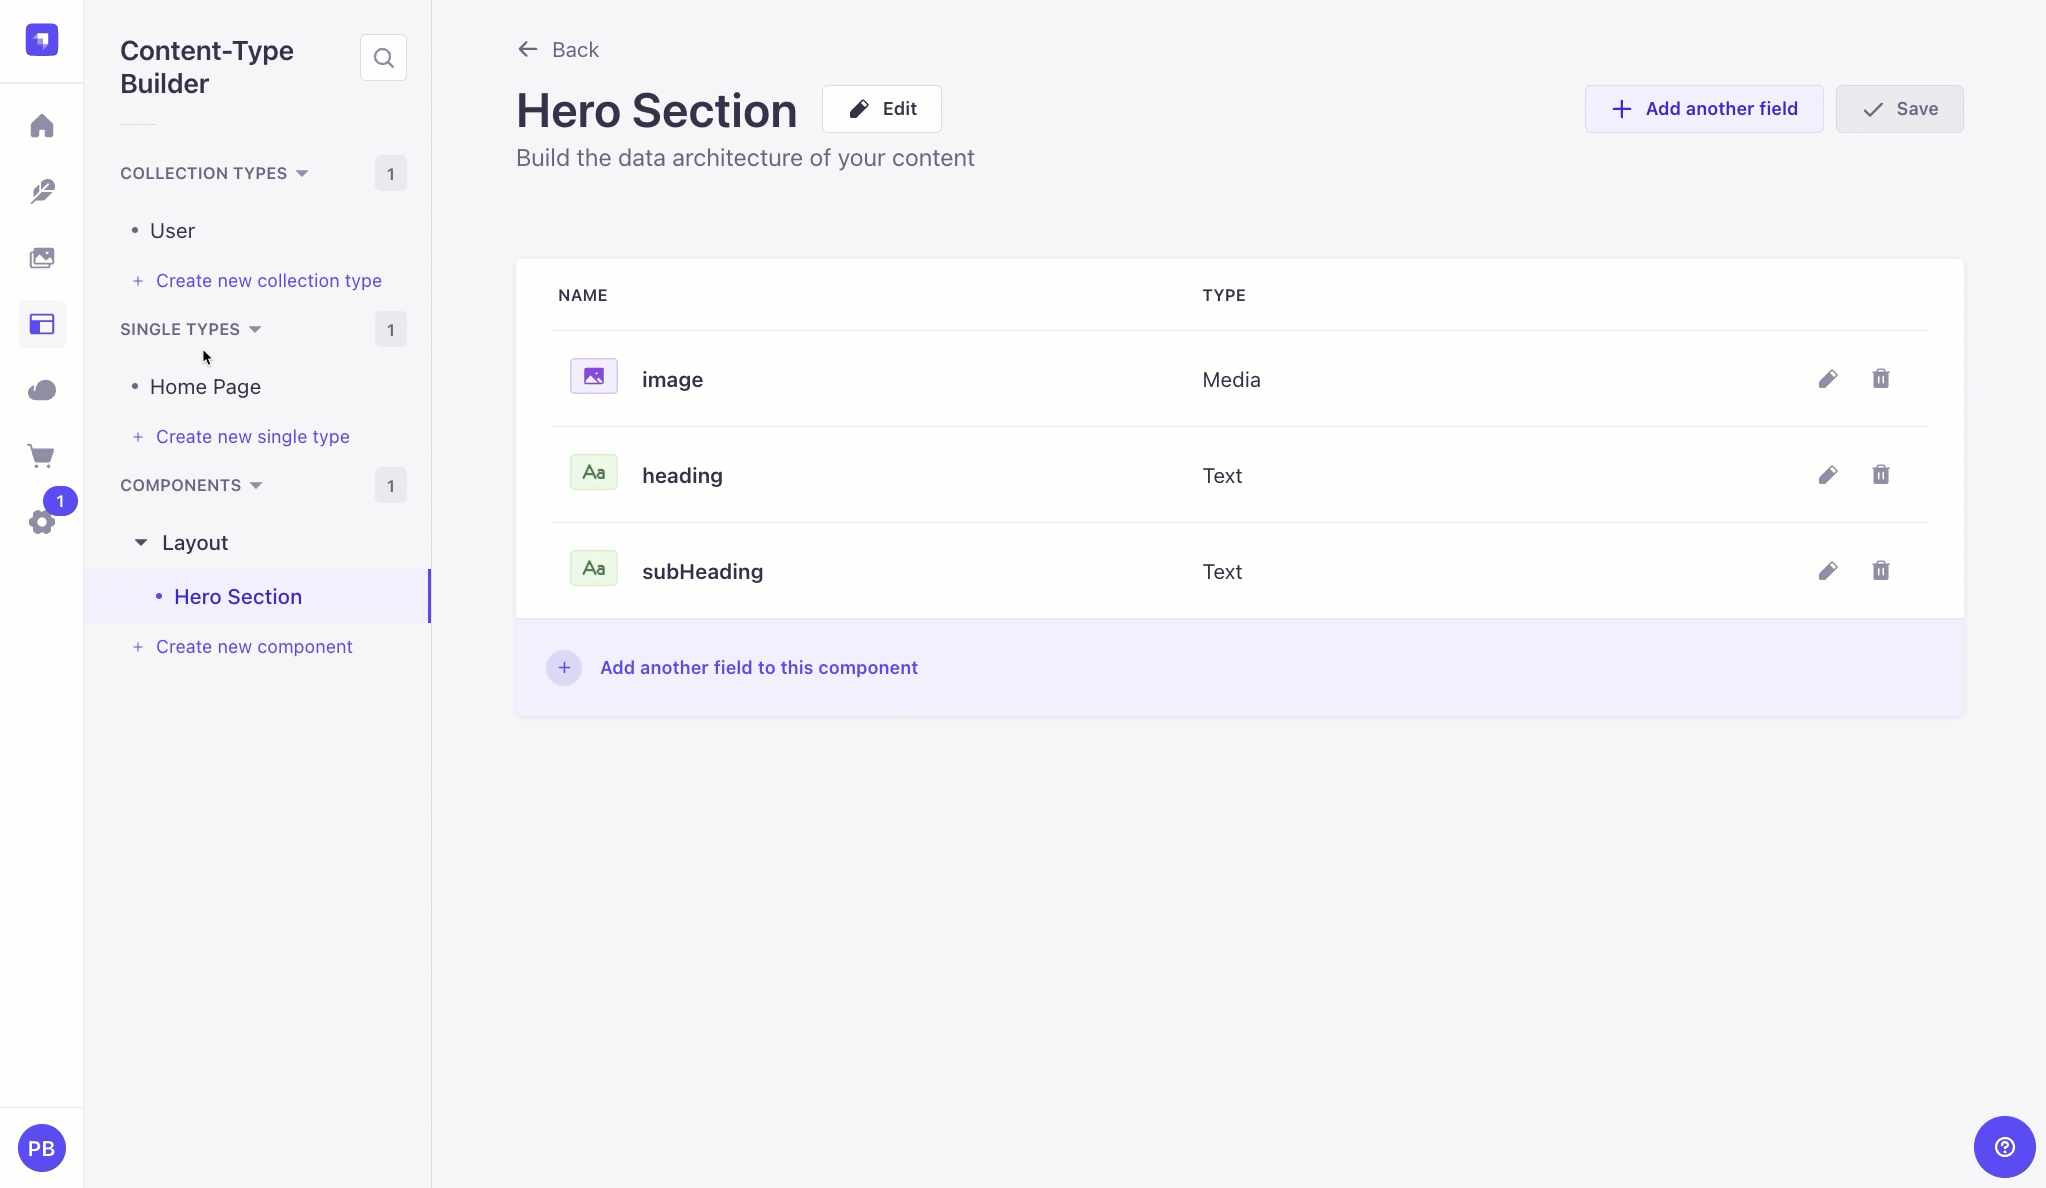 Content-Type
Builder
COLLECTION TYPES 1
User
+ Create new collection type
SINGLE TYPES 1
Home Page
+ Create new single type
COMPONENTS 1
1
Layout
Hero Section
+ Create new component
PB
Back
Hero Section
Edit
Add another field
Save
Build the data architecture of your content
NAME TYPE
image Media
Aa heading Text
Aa subHeading Text
+ Add another field to this component
?